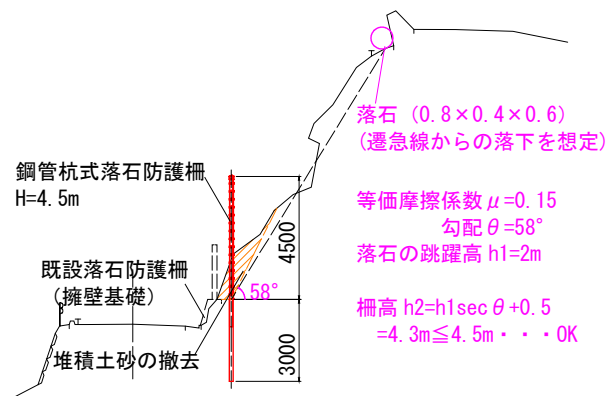 落石（0.8×0.4×0.6）
(遷急線からの落下を想定)
鋼管杭式落石防護柵
H=4.5m
等価摩擦係数μ=0.15
勾配θ=58°
落石の跳躍高 h1=2m
4500
既設落石防護柵
(擁壁基礎)
58°
柵高 h2=h1secθ+0.5
=4.3m≦4.5m・・・OK
堆積土砂の撤去
3000